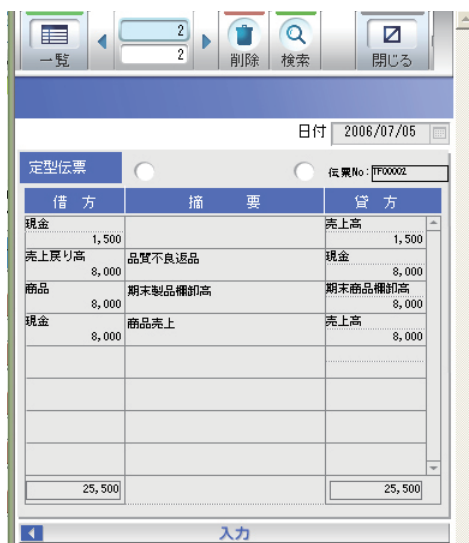 2
2
一覧
削除
検索
閉じる
日付 2006/07/05
定型伝票
伝票No: TF00002
借 方 摘 要 貸 方
現金 売上高
1,500 1,500
売上戻り高 品質不良返品 現金
8,000 8,000
商品 期末製品棚卸高 期末商品棚卸高
8,000 8,000
現金 商品売上 売上高
8,000 8,000
25,500 25,500
入力